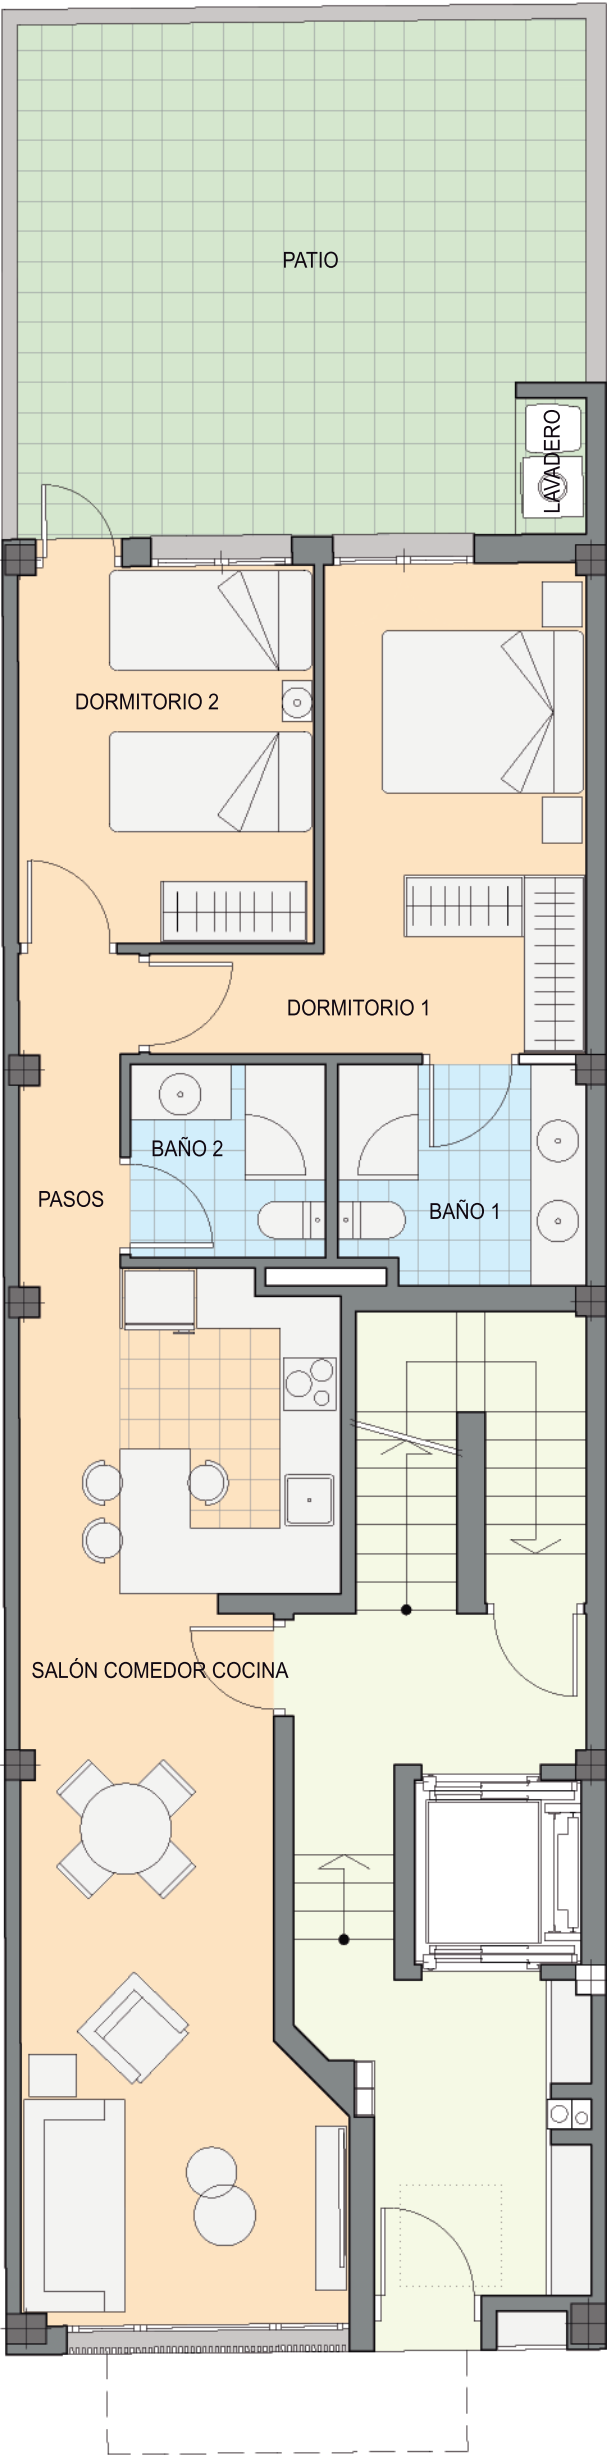 PATIO
LAVADERO
DORMITORIO 2
DORMITORIO 1
BAÑO 2
PASOS
BAÑO 1
SALÓN COMEDOR COCINA